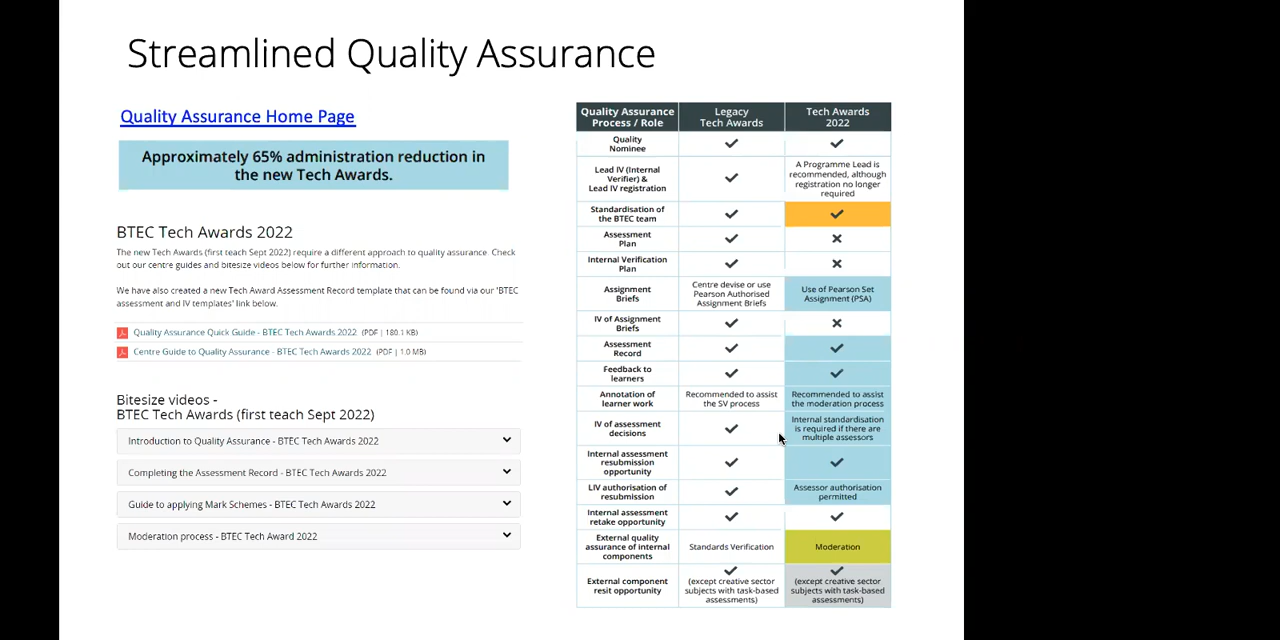 Streamlined Quality Assurance
Quality Assurance Home Page
Approximately 65% administration reduction in
the new Tech Awards.
BTEC Tech Awards 2022
The new Tech Awards (first teach Sept 2022) require a different approach to quality assurance. Check
out our centre guides and bitesize videos below for further information.
We have also created a new Tech Award Assessment Record template that can be found via our 'BTEC
assessment and IV templates' link below.
Quality Assurance Quick Guide - BTEC Tech Awards 2022 (PDF | 180.1 KB)
Centre Guide to Quality Assurance - BTEC Tech Awards 2022 (PDF | 1.0 MB)
Bitesize videos -
BTEC Tech Awards (first teach Sept 2022)
Introduction to Quality Assurance - BTEC Tech Awards 2022
Completing the Assessment Record - BTEC Tech Awards 2022
Guide to applying Mark Schemes - BTEC Tech Awards 2022
Moderation process - BTEC Tech Award 2022
Quality Assurance
Process / Role
Legacy
Tech Awards
Tech Awards
2022
Quality
Nominee
✓
✓
Lead IV (Internal
Verifier) &
Lead IV registration
✓
A Programme Lead is
recommended, although
registration no longer
required
Standardisation of
the BTEC team
✓
✓
Assessment
Plan
✓
✗
Internal Verification
Plan
✓
✗
Assignment
Briefs
Centre devise or use
Pearson Authorised
Assignment Briefs
Use of Pearson Set
Assignment (PSA)
IV of Assignment
Briefs
✓
✗
Assessment
Record
✓
✓
Feedback to
learners
✓
✓
Annotation of
learner work
Recommended to assist
the SV process
Recommended to assist
the moderation process
IV of assessment
decisions
✓
Internal standardisation
is required if there are
multiple assessors
Internal assessment
resubmission
opportunity
✓
✓
LIV authorisation of
resubmission
✓
Assessor authorisation
permitted
Internal assessment
retake opportunity
✓
✓
External quality
assurance of internal
components
Standards Verification
Moderation
External component
resit opportunity
✓
(except creative sector
subjects with task-based
assessments)
✓
(except creative sector
subjects with task-based
assessments)